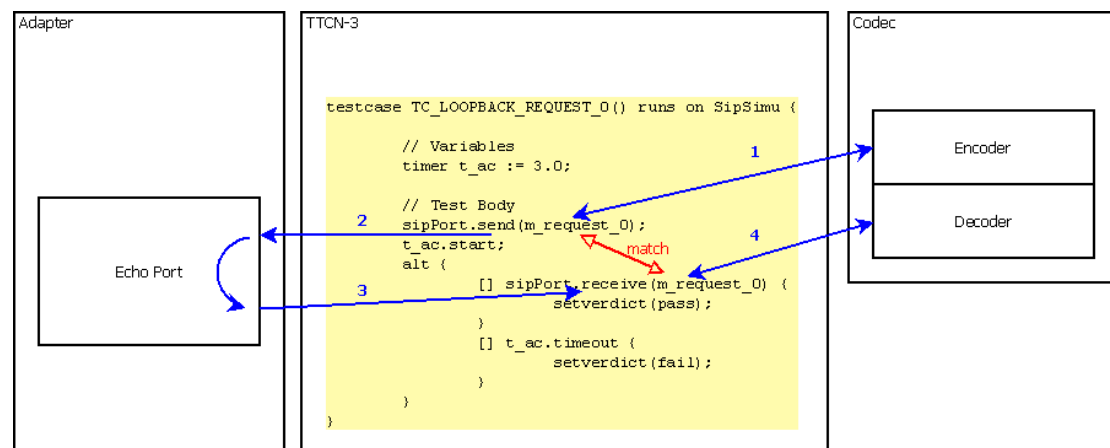 Adapter
TTCN-3
Codec
testcase TC_LOOPBACK_REQUEST_0() runs on SipSimu {
// Variables
timer t_ac := 3.0;
// Test Body
sipPort.send(m_request_0);
t_ac.start;
alt {
[] sipPort.receive(m_request_0) {
setverdict(pass);
}
[] t_ac.timeout {
setverdict(fail);
}
}
}
Echo Port
Encoder
Decoder
1
2
match
4
3